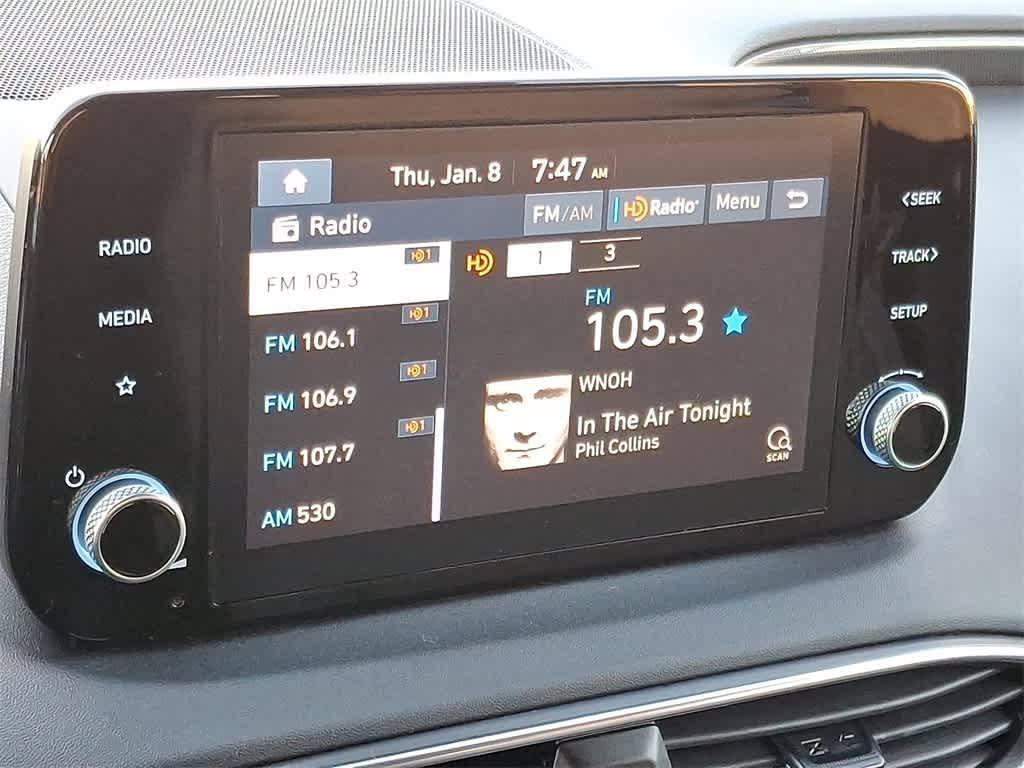 Thu, Jan. 8 7:47 AM
Radio FM/AM HD Radio Menu
RADIO
MEDIA
<SEEK
TRACK>
SETUP
HD1
FM 105.3
HD1
FM 106.1
HD1
FM 106.9
HD1
FM 107.7
AM 530
HD 1 3
FM
105.3
WNOH
In The Air Tonight
Phil Collins
SCAN